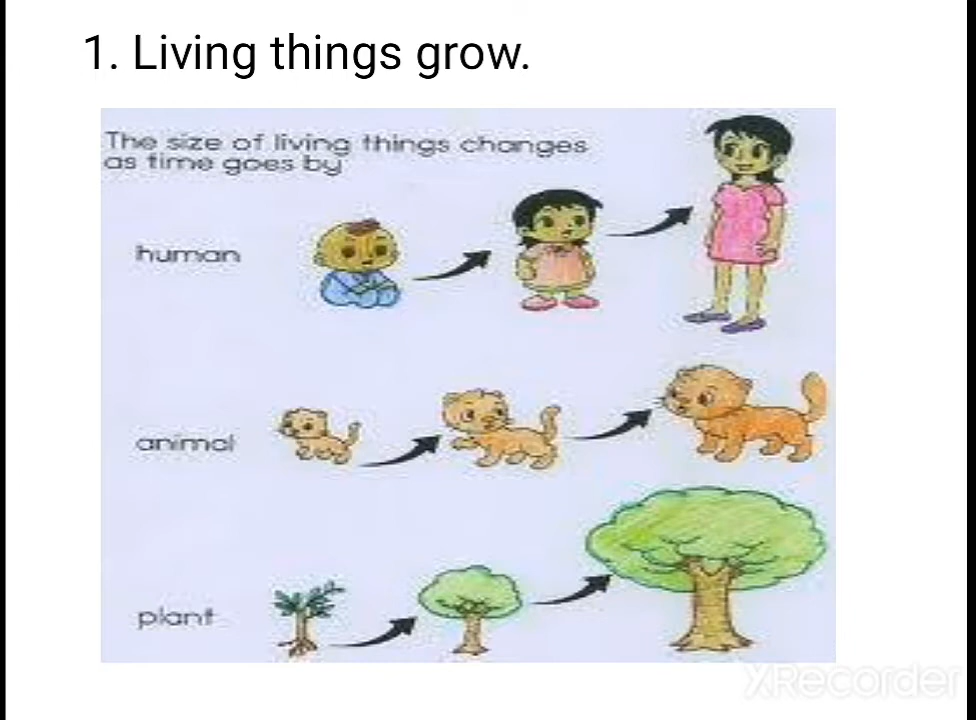 1. Living things grow.
The size of living things changes
as time goes by
human
animal
plant
XRecorder